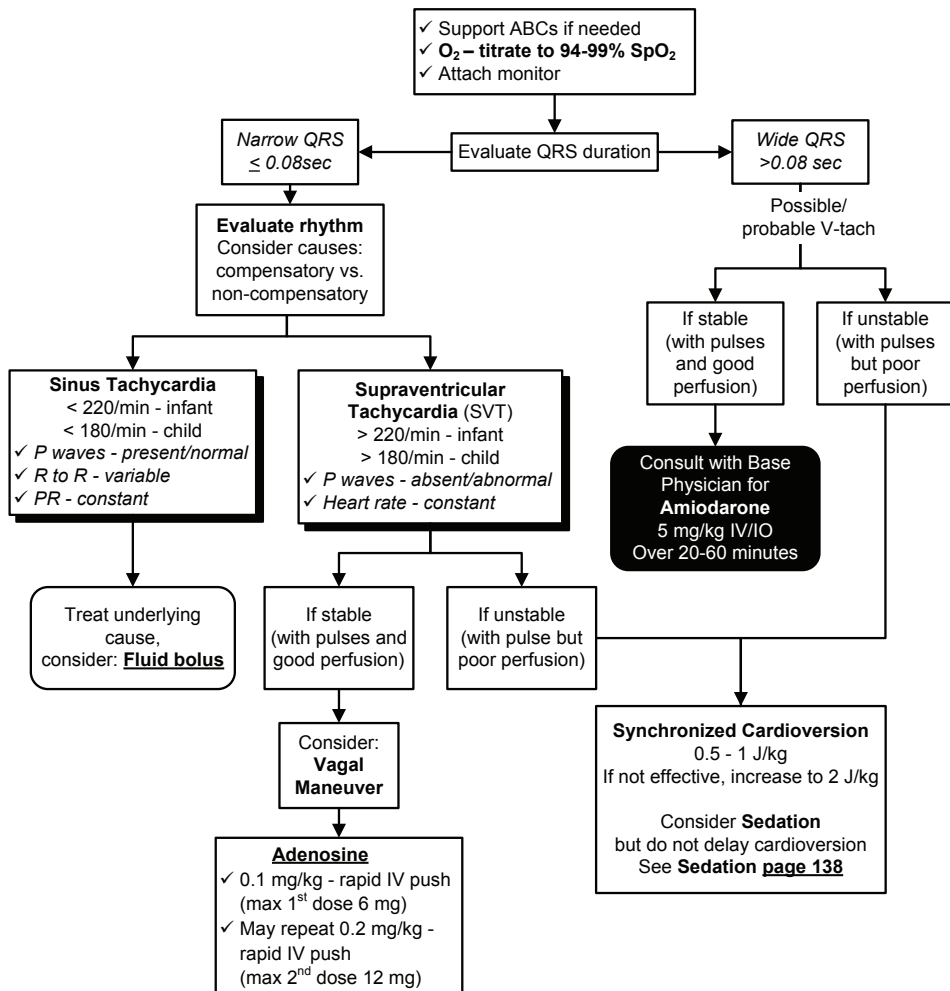 ✓ Support ABCs if needed
✓ O₂ – titrate to 94-99% SpO₂
✓ Attach monitor
Evaluate QRS duration
Narrow QRS
≤ 0.08sec
Wide QRS
>0.08 sec
Evaluate rhythm
Consider causes:
compensatory vs.
non-compensatory
Possible/
probable V-tach
If stable
(with pulses
and good
perfusion)
If unstable
(with pulses
but poor
perfusion)
Sinus Tachycardia
< 220/min - infant
< 180/min - child
✓ P waves - present/normal
✓ R to R - variable
✓ PR - constant
Supraventricular
Tachycardia (SVT)
> 220/min - infant
> 180/min - child
✓ P waves - absent/abnormal
✓ Heart rate - constant
Consult with Base
Physician for
Amiodarone
5 mg/kg IV/IO
Over 20-60 minutes
Treat underlying
cause,
consider: Fluid bolus
If stable
(with pulses and
good perfusion)
If unstable
(with pulse but
poor perfusion)
Consider:
Vagal
Maneuver
Synchronized Cardioversion
0.5 - 1 J/kg
If not effective, increase to 2 J/kg
Consider Sedation
but do not delay cardioversion
See Sedation page 138
Adenosine
✓ 0.1 mg/kg - rapid IV push
(max 1st dose 6 mg)
✓ May repeat 0.2 mg/kg -
rapid IV push
(max 2nd dose 12 mg)